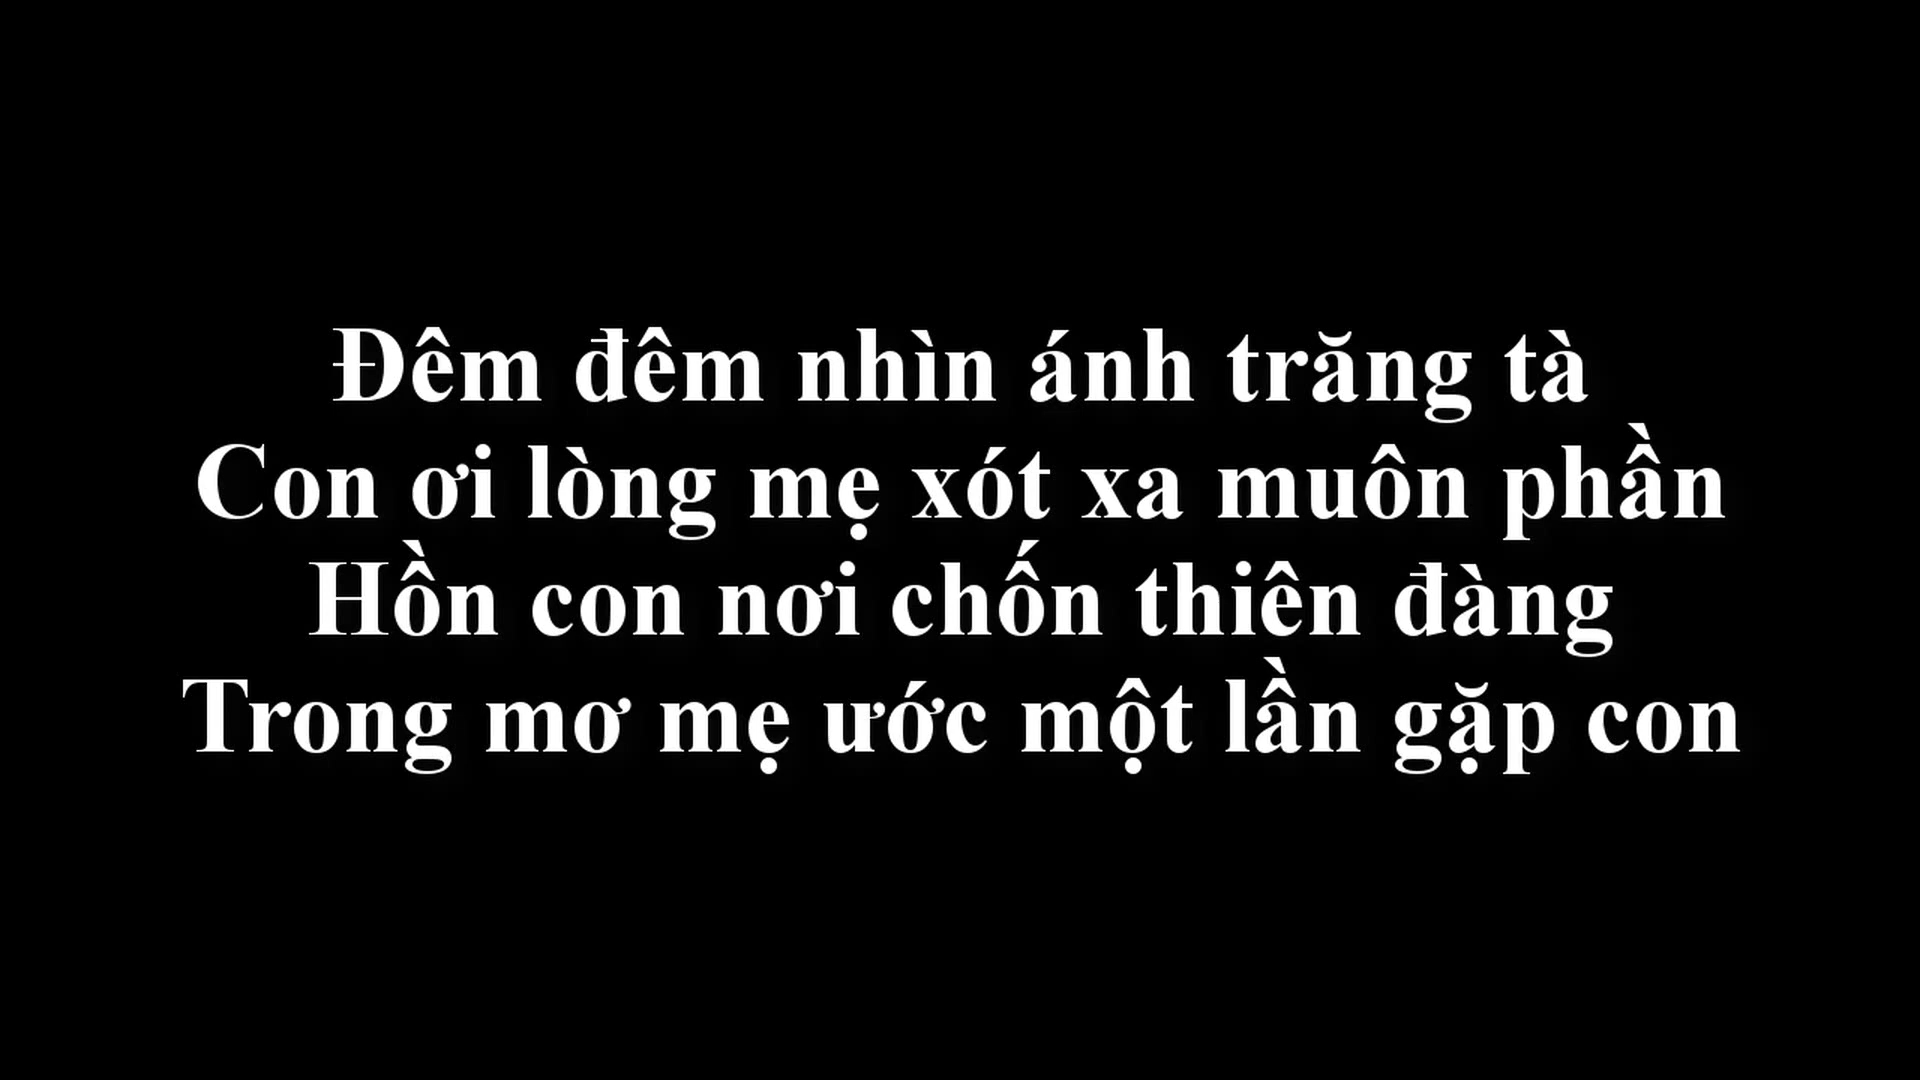 Đêm đêm nhìn ánh trăng tà
Con ơi lòng mẹ xót xa muôn phần
Hồn con nơi chốn thiên đàng
Trong mơ mẹ ước một lần gặp con